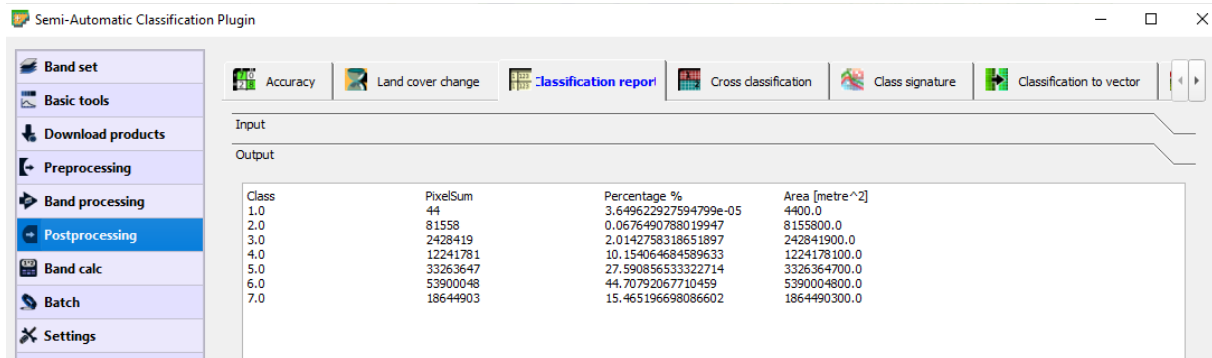 Semi-Automatic Classification Plugin
Band set
Basic tools
Download products
Preprocessing
Band processing
Postprocessing
Band calc
Batch
Settings
Accuracy Land cover change Classification report Cross classification Class signature Classification to vector
Input
Output
Class PixelSum Percentage % Area [metre^2]
1.0 44 3.649622927594799e-05 4400.0
2.0 81558 0.0676490788019947 8155800.0
3.0 2428419 2.0142758318651897 242841900.0
4.0 12241781 10.154064684589633 1224178100.0
5.0 33263647 27.590856533322714 3326364700.0
6.0 53900048 44.70792067710459 5390004800.0
7.0 18644903 15.465196698086602 1864490300.0